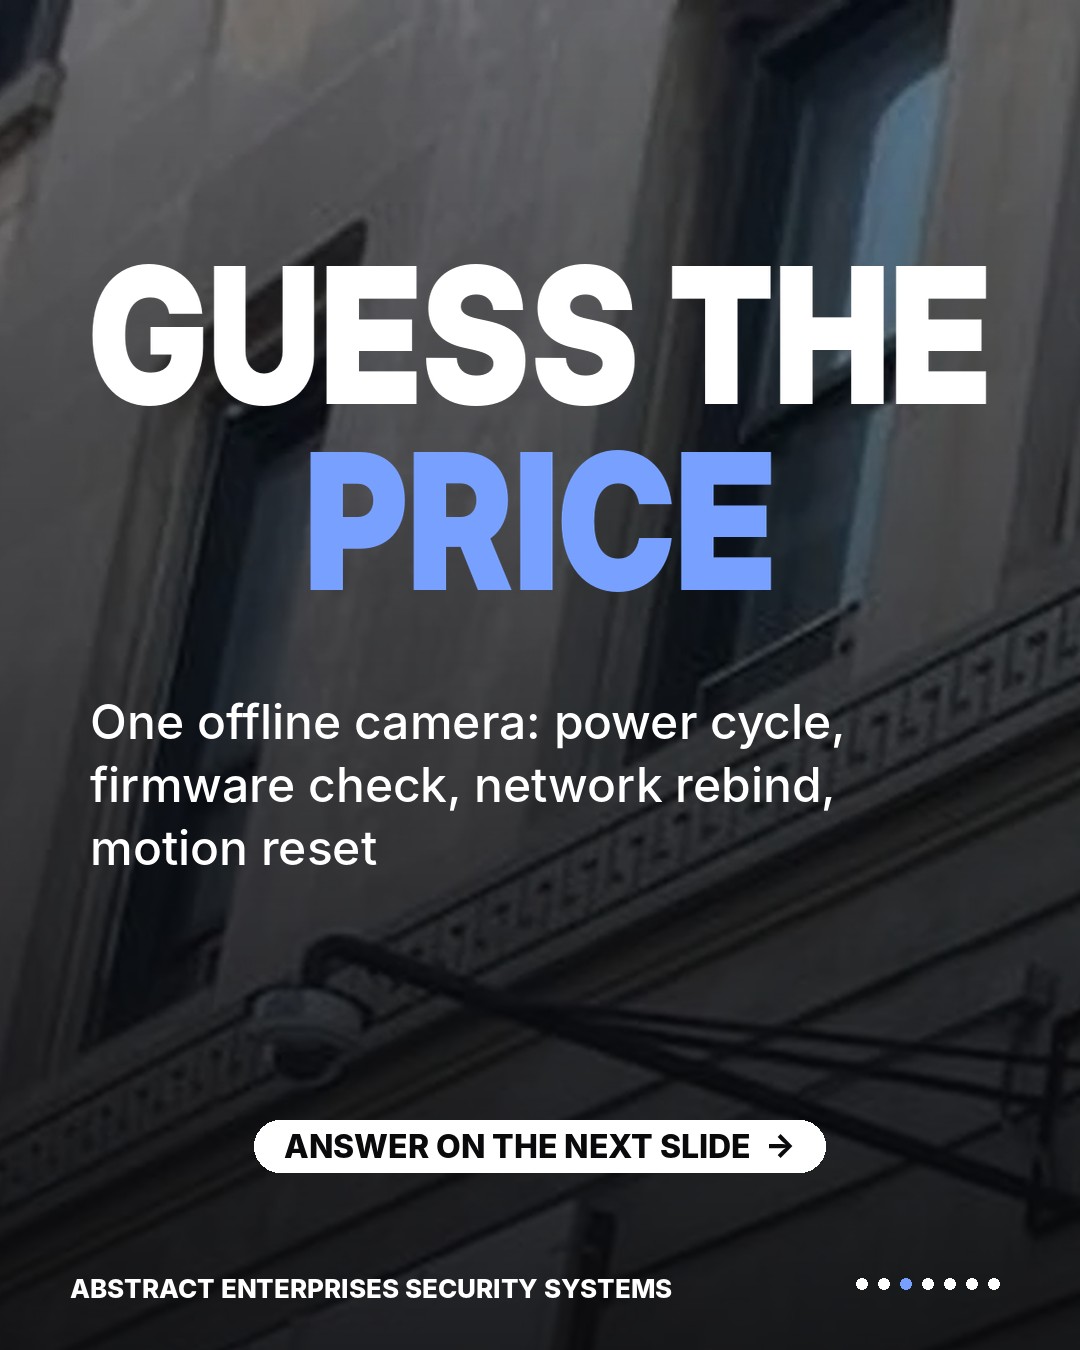 GUESS THE
PRICE
One offline camera: power cycle,
firmware check, network rebind,
motion reset
ANSWER ON THE NEXT SLIDE →
ABSTRACT ENTERPRISES SECURITY SYSTEMS